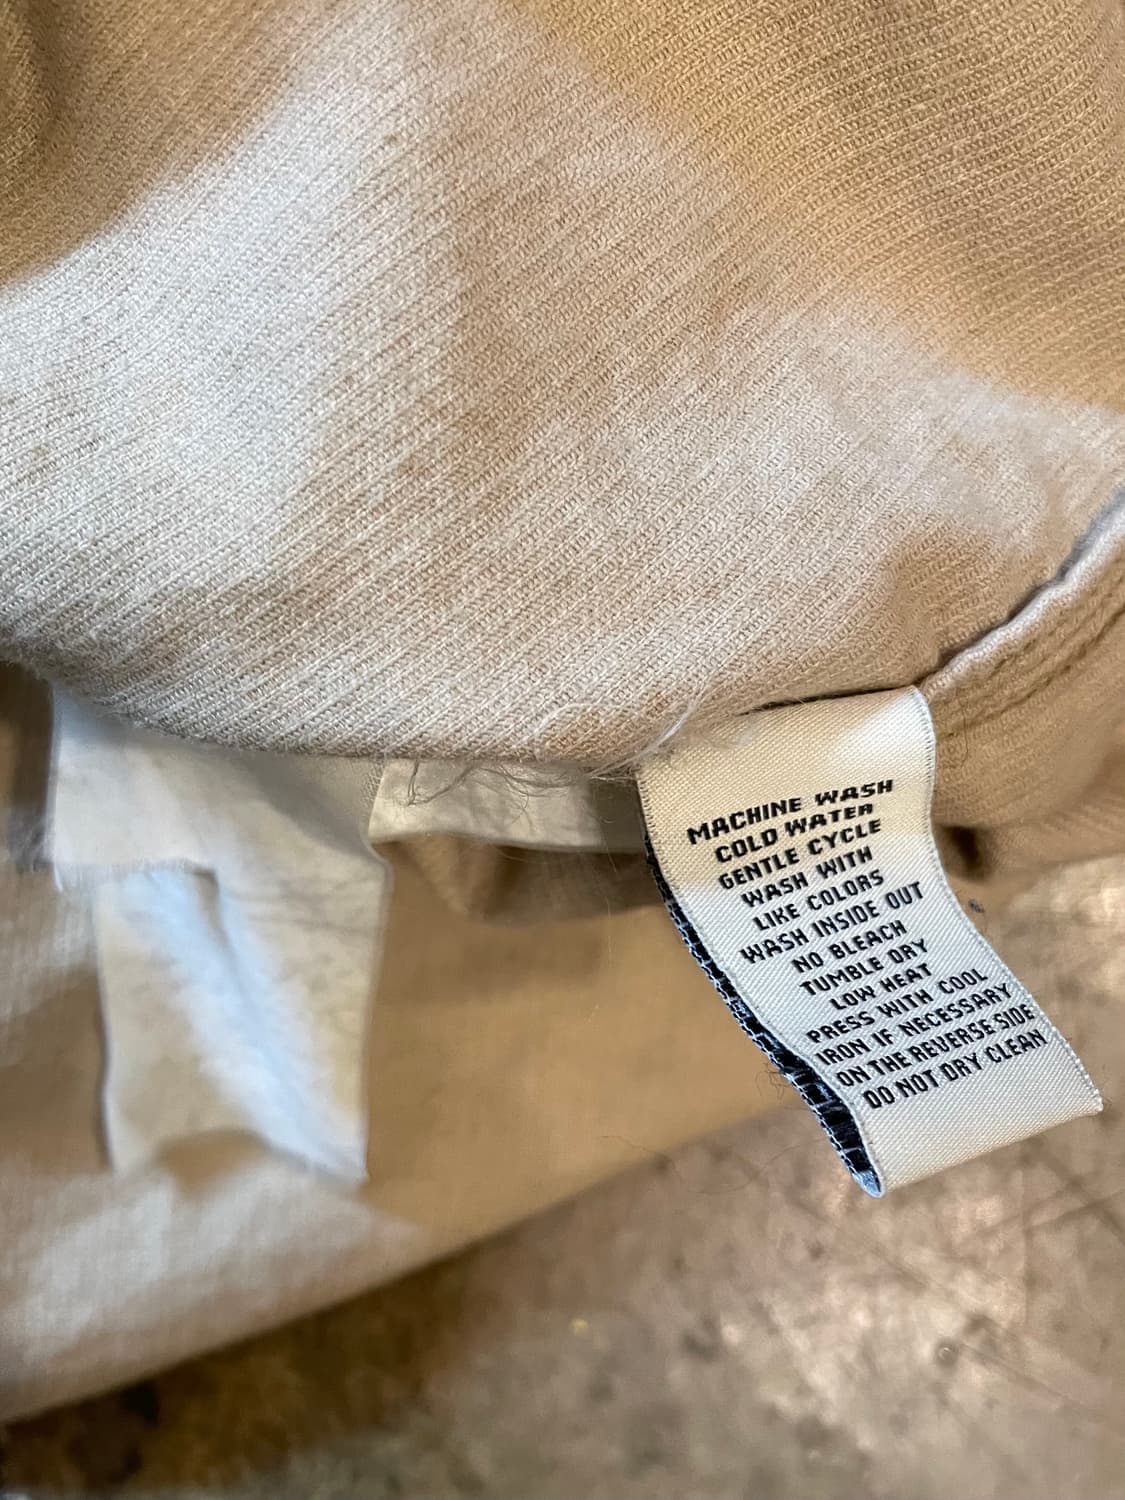 MACHINE WASH
COLD WATER
GENTLE CYCLE
WASH WITH
LIKE COLORS
WASH INSIDE OUT
NO BLEACH
TUMBLE DRY
LOW HEAT
PRESS WITH COOL
IRON IF NECESSARY
ON THE REVERSE SIDE
DO NOT DRY CLEAN